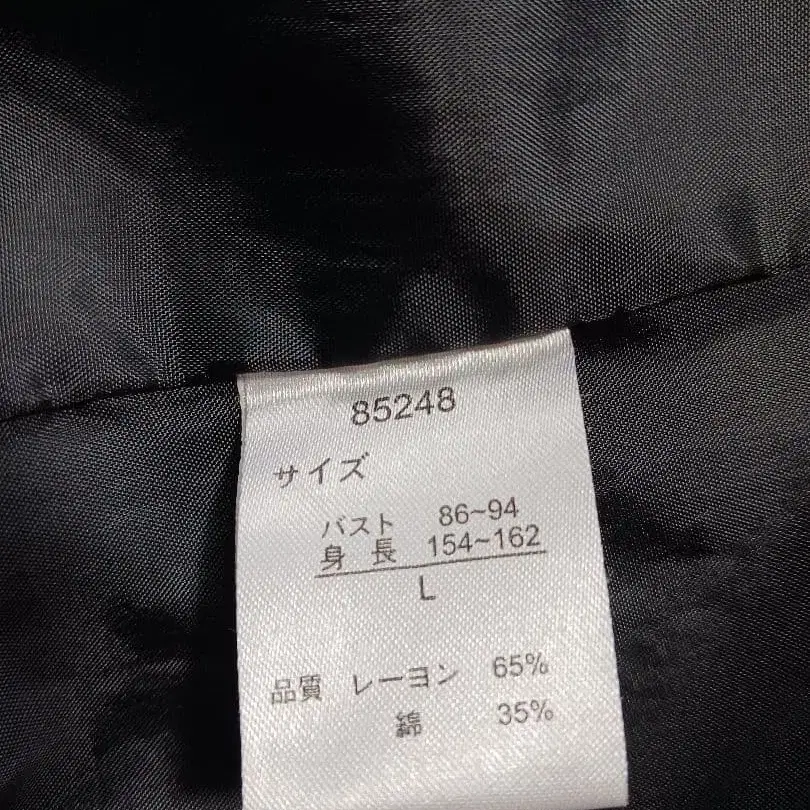 85248
サイズ
バスト 86~94
身長 154~162
L
品質 レーヨン 65%
綿 35%